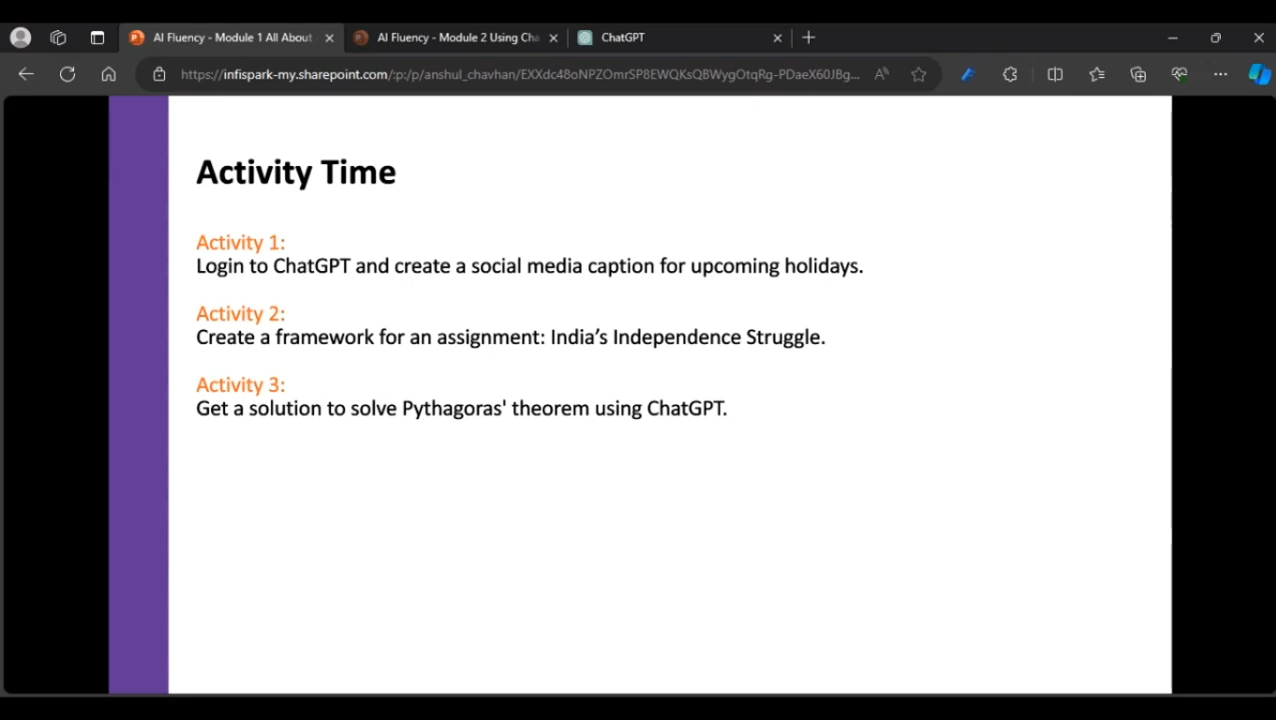 AI Fluency - Module 1 All About
AI Fluency - Module 2 Using Cha
ChatGPT
https://infispark-my.sharepoint.com/:p:/p/anshul_chavhan/EXXdc48oNPZOmrSP8EWQKsQBWygOtqRg-PDaeX60JBg...
Activity Time
Activity 1:
Login to ChatGPT and create a social media caption for upcoming holidays.
Activity 2:
Create a framework for an assignment: India’s Independence Struggle.
Activity 3:
Get a solution to solve Pythagoras' theorem using ChatGPT.